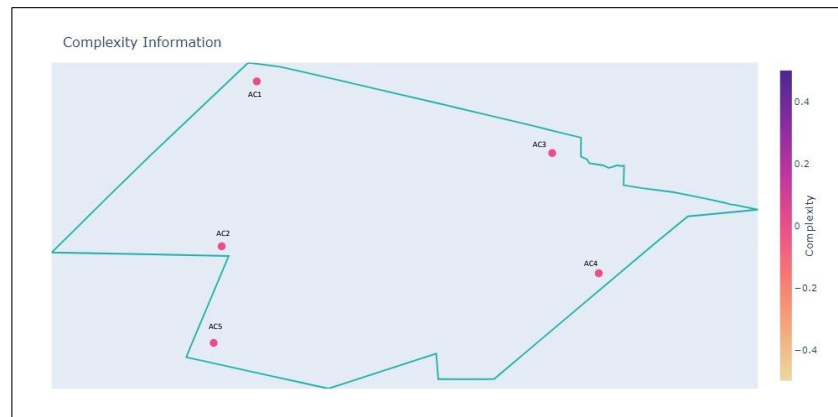 Complexity Information
AC1
AC3
AC2
AC4
AC5
0.4
0.2
0
−0.2
−0.4
Complexity